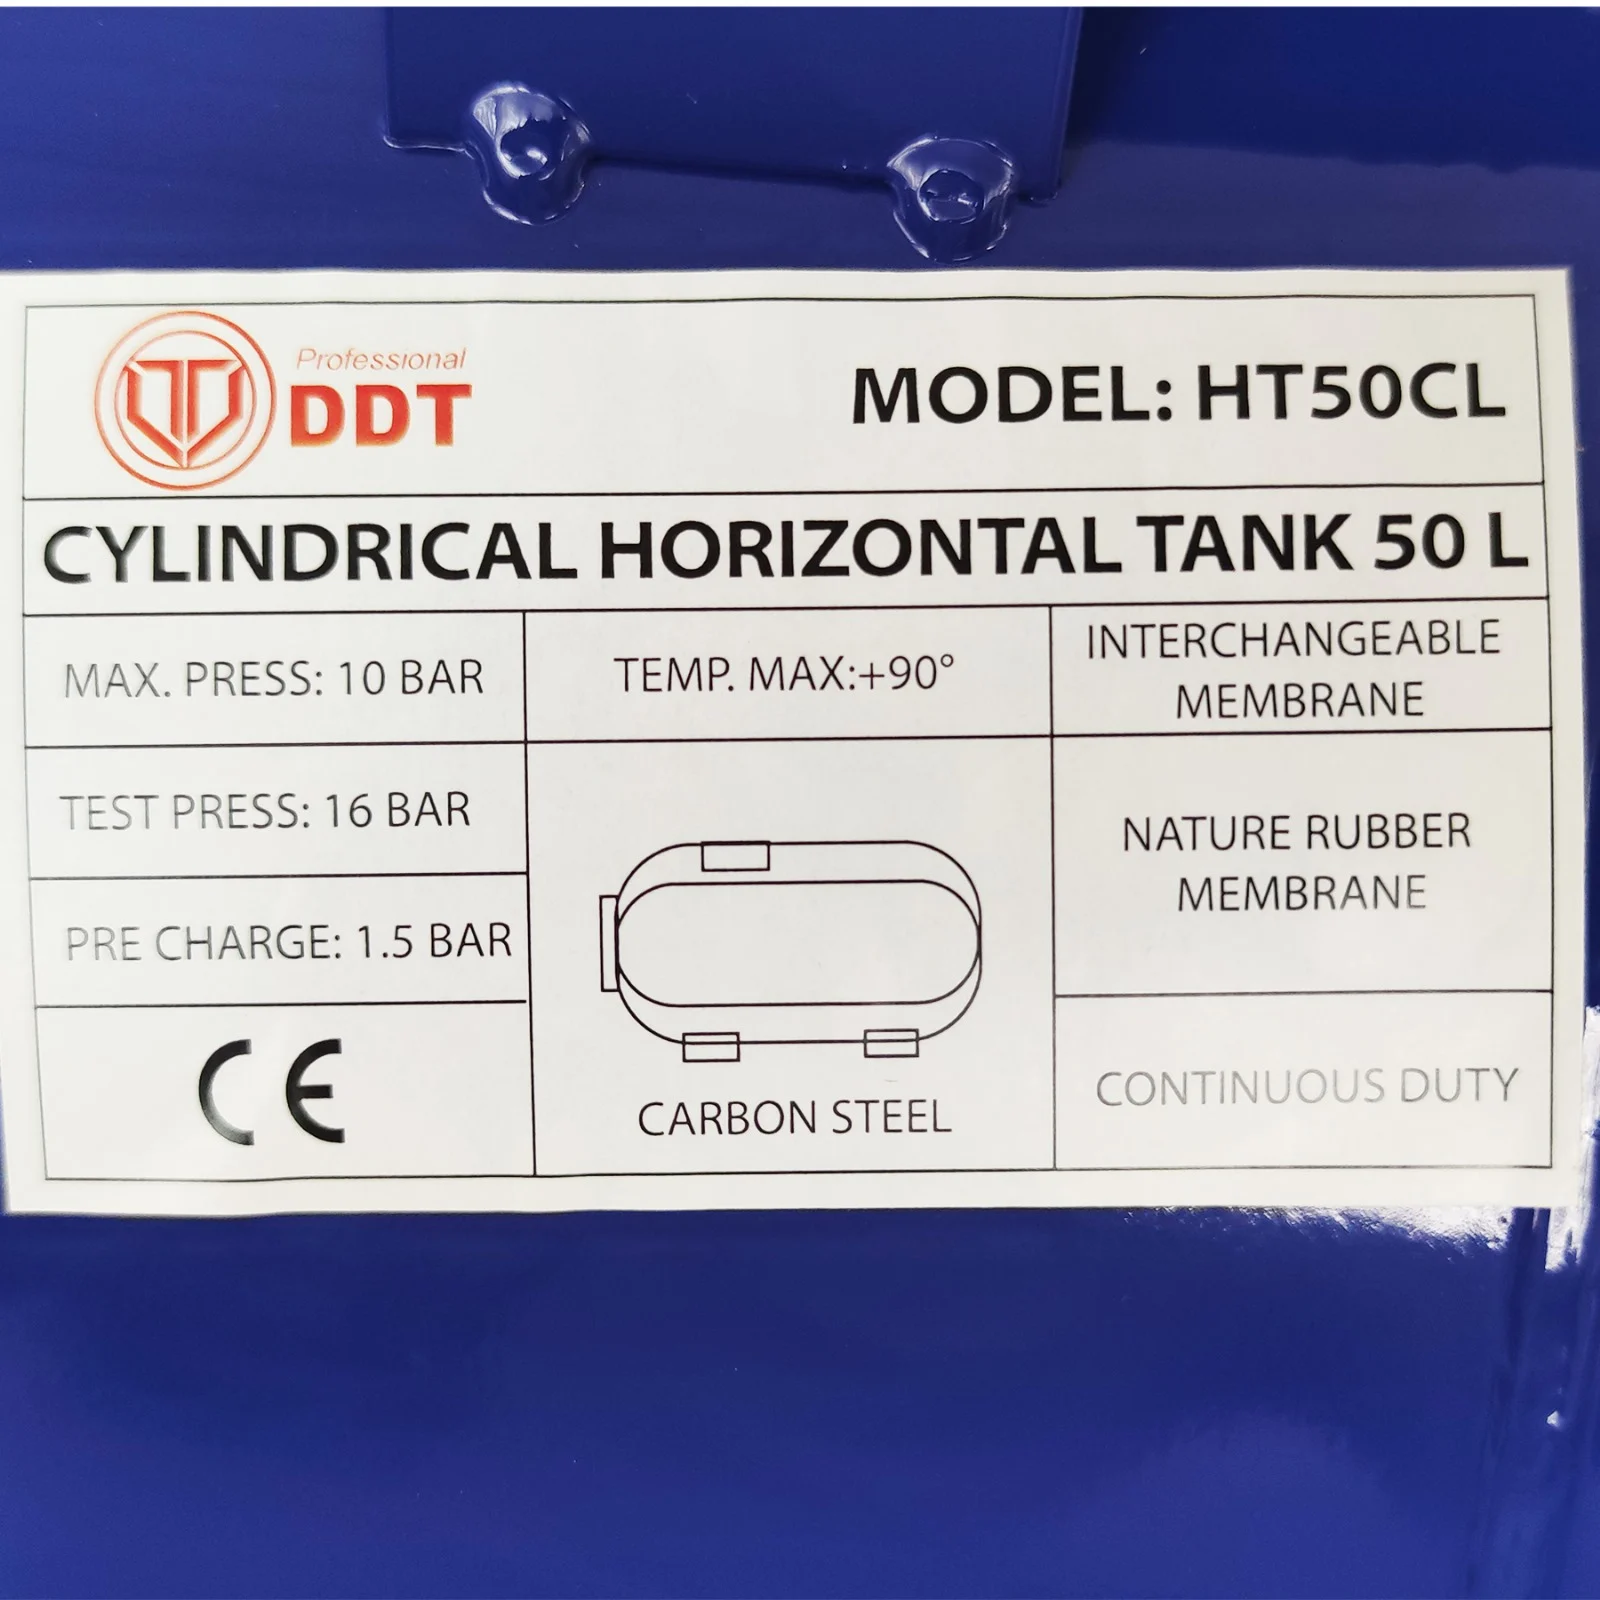 Professional
DDT
MODEL: HT50CL
CYLINDRICAL HORIZONTAL TANK 50 L
MAX. PRESS: 10 BAR
TEMP. MAX:+90°
INTERCHANGEABLE
MEMBRANE
TEST PRESS: 16 BAR
PRE CHARGE: 1.5 BAR
CE
CARBON STEEL
NATURE RUBBER
MEMBRANE
CONTINUOUS DUTY